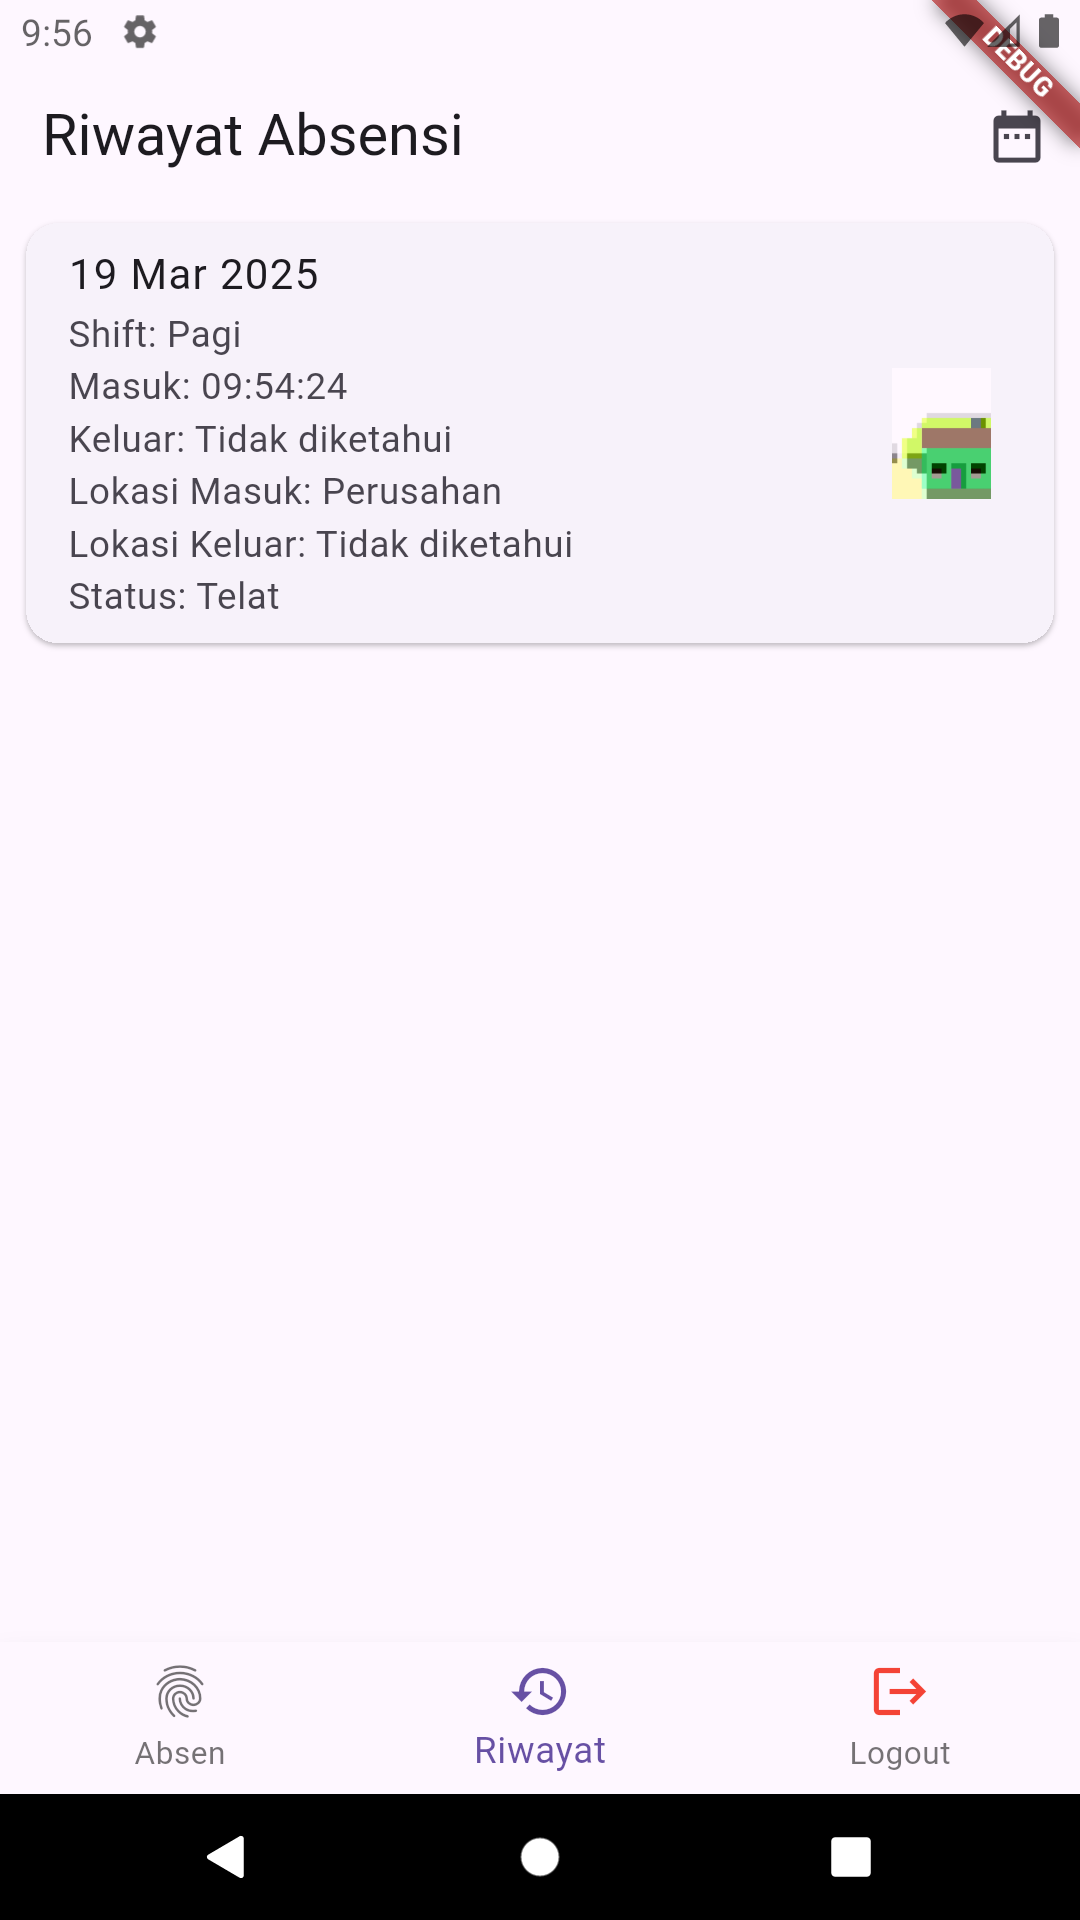 9:56
DEBUG
Riwayat Absensi
19 Mar 2025
Shift: Pagi
Masuk: 09:54:24
Keluar: Tidak diketahui
Lokasi Masuk: Perusahan
Lokasi Keluar: Tidak diketahui
Status: Telat
Absen
Riwayat
Logout